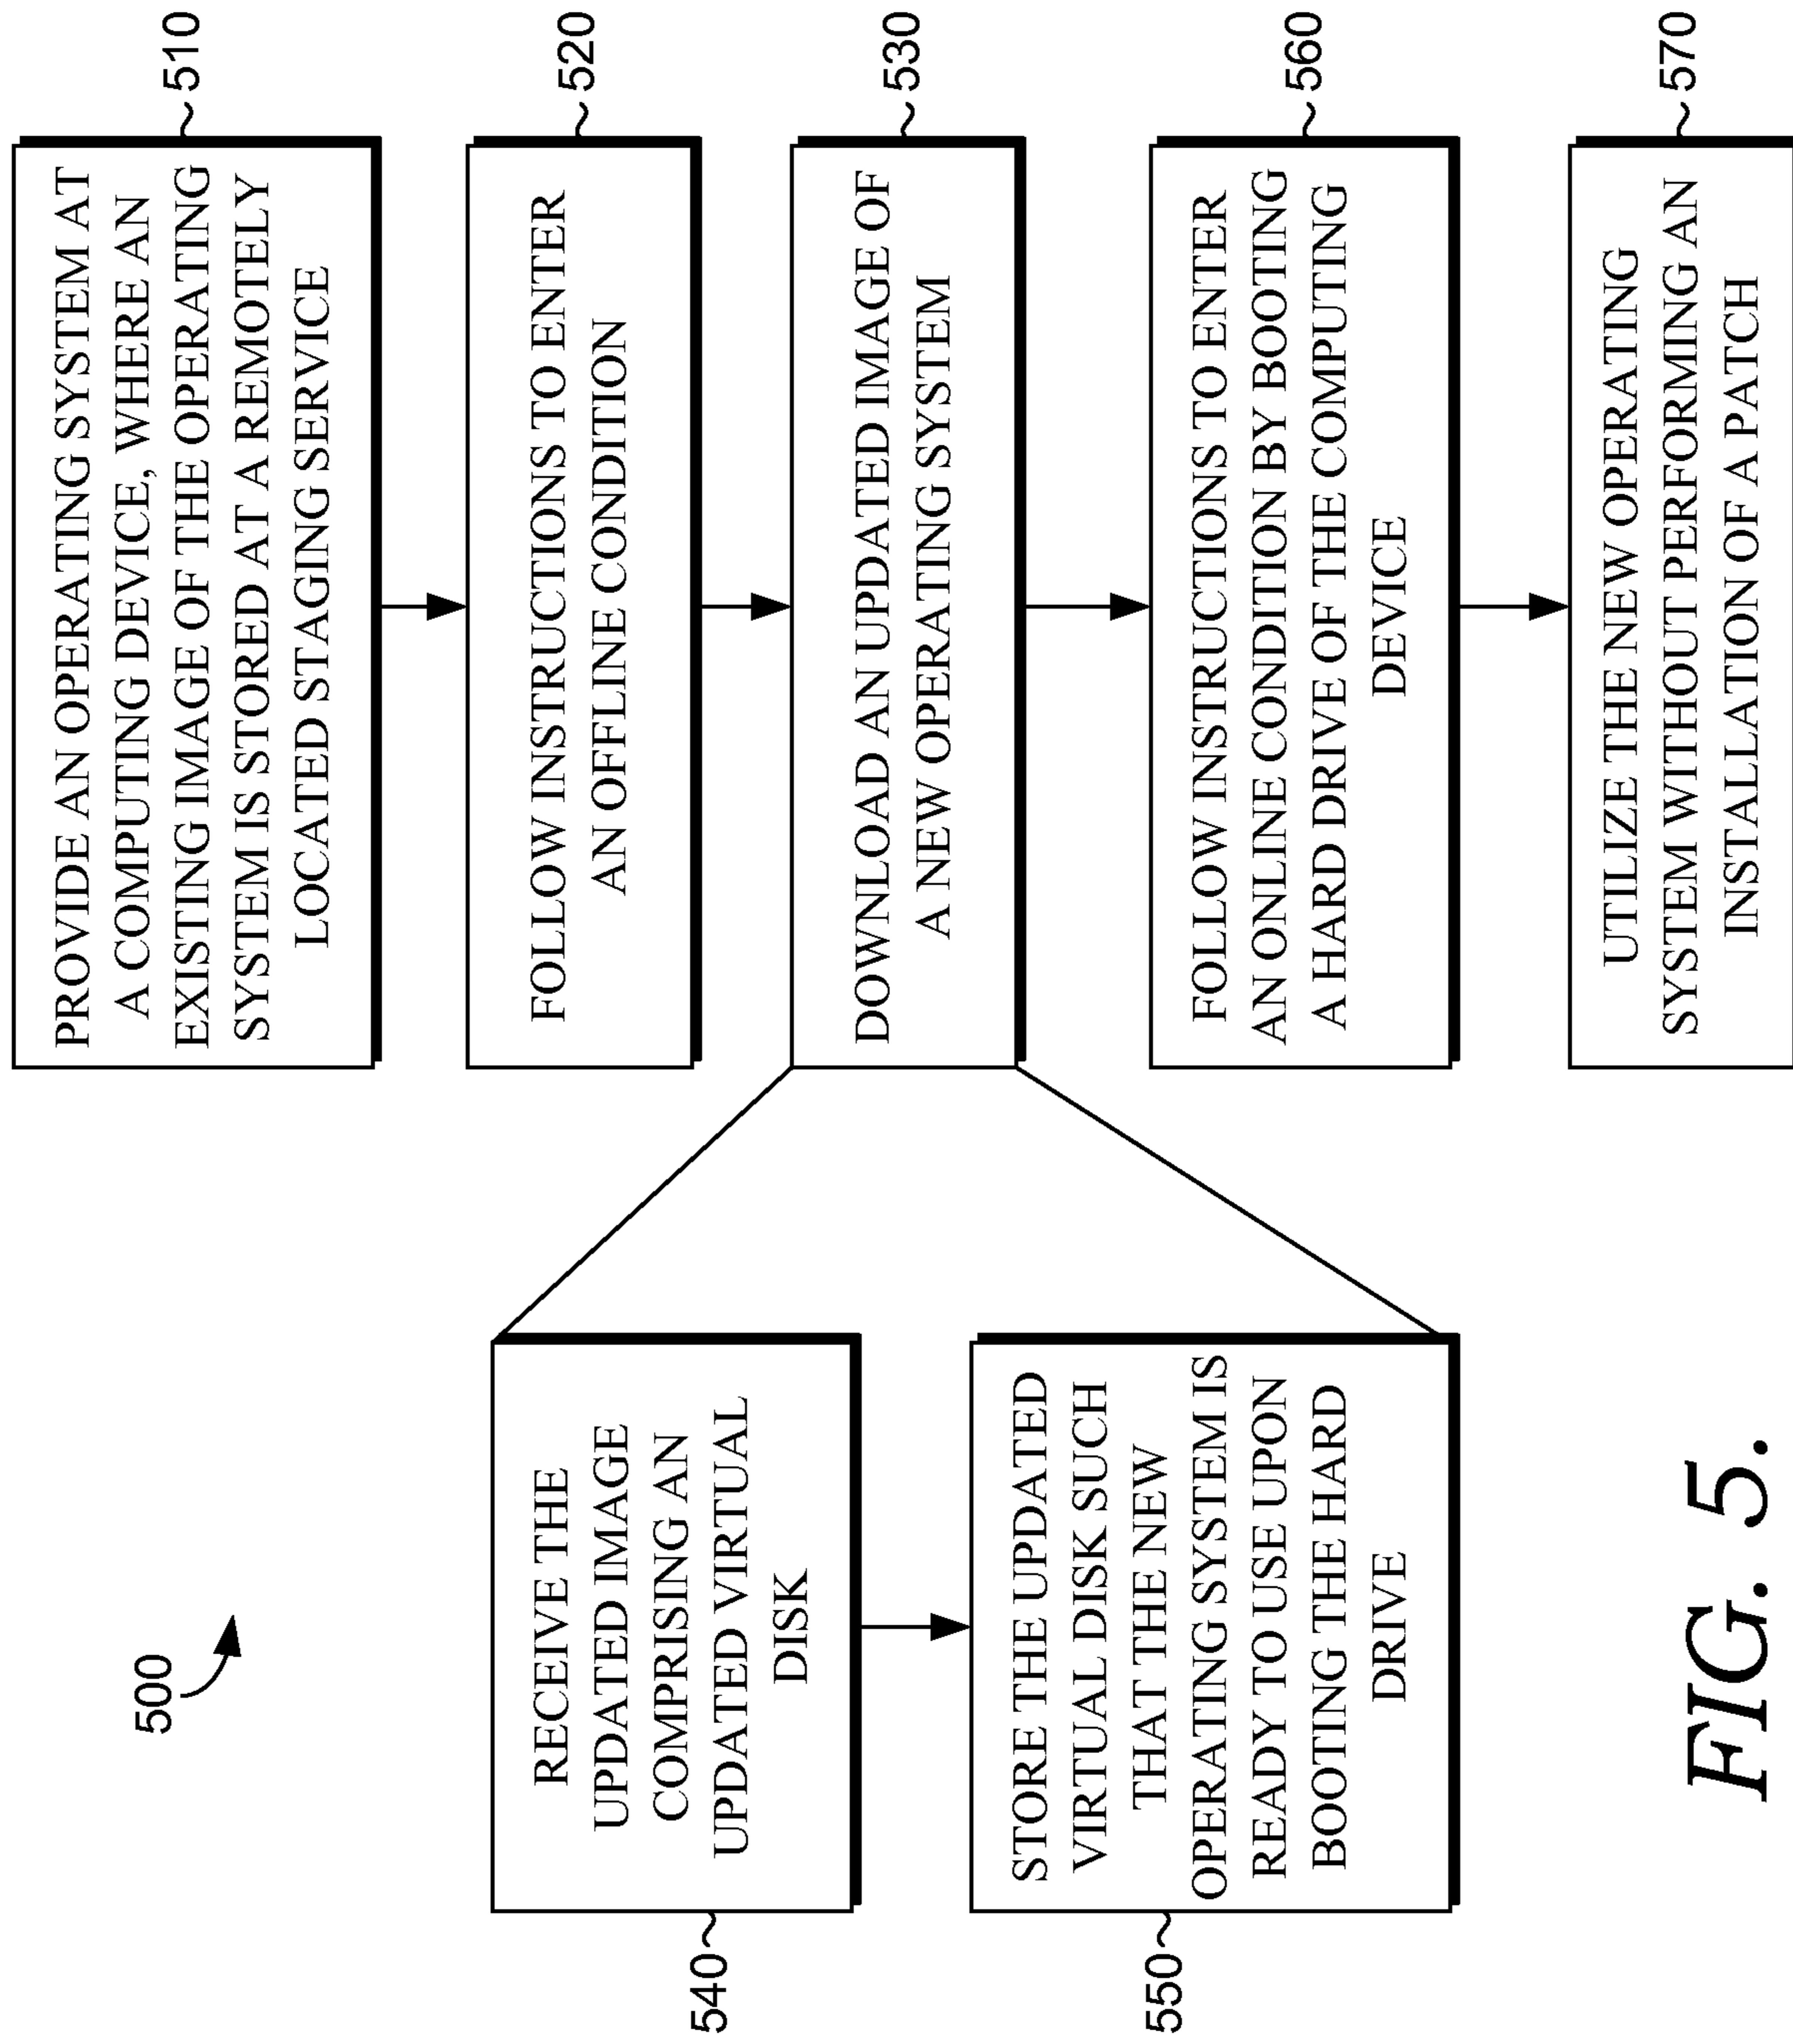 500
PROVIDE AN OPERATING SYSTEM AT
A COMPUTING DEVICE, WHERE AN
EXISTING IMAGE OF THE OPERATING
SYSTEM IS STORED AT A REMOTELY
LOCATED STAGING SERVICE
510
FOLLOW INSTRUCTIONS TO ENTER
AN OFFLINE CONDITION
520
DOWNLOAD AN UPDATED IMAGE OF
A NEW OPERATING SYSTEM
530
RECEIVE THE
UPDATED IMAGE
COMPRISING AN
UPDATED VIRTUAL
DISK
540
STORE THE UPDATED
VIRTUAL DISK SUCH
THAT THE NEW
OPERATING SYSTEM IS
READY TO USE UPON
BOOTING THE HARD
DRIVE
550
FOLLOW INSTRUCTIONS TO ENTER
AN ONLINE CONDITION BY BOOTING
A HARD DRIVE OF THE COMPUTING
DEVICE
560
UTILIZE THE NEW OPERATING
SYSTEM WITHOUT PERFORMING AN
INSTALLATION OF A PATCH
570
FIG. 5.